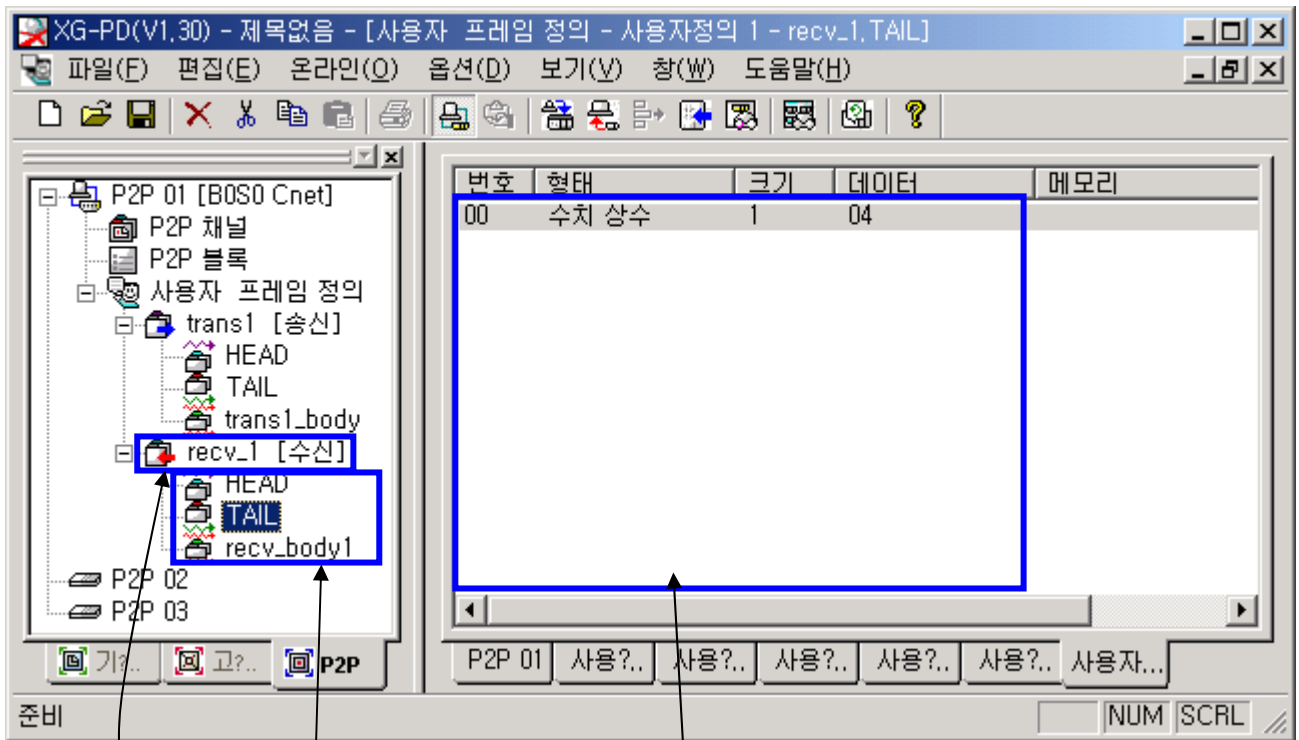 XG-PD(V1,30) - 제목없음 - [사용자 프레임 정의 - 사용자정의 1 - recv_1,TAIL]
파일(F) 편집(E) 온라인(O) 옵션(D) 보기(V) 창(W) 도움말(H)
P2P 01 [B0S0 Cnet]
P2P 채널
P2P 블록
사용자 프레임 정의
trans1 [송신]
HEAD
TAIL
trans1_body
recv_1 [수신]
HEAD
TAIL
recv_body1
P2P 02
P2P 03
기?.. 고?.. P2P
번호 형태 크기 데이터 메모리
00 수치 상수 1 04
P2P 01 사용?.. 사용?.. 사용?.. 사용?.. 사용?.. 사용자...
준비 NUM SCRL